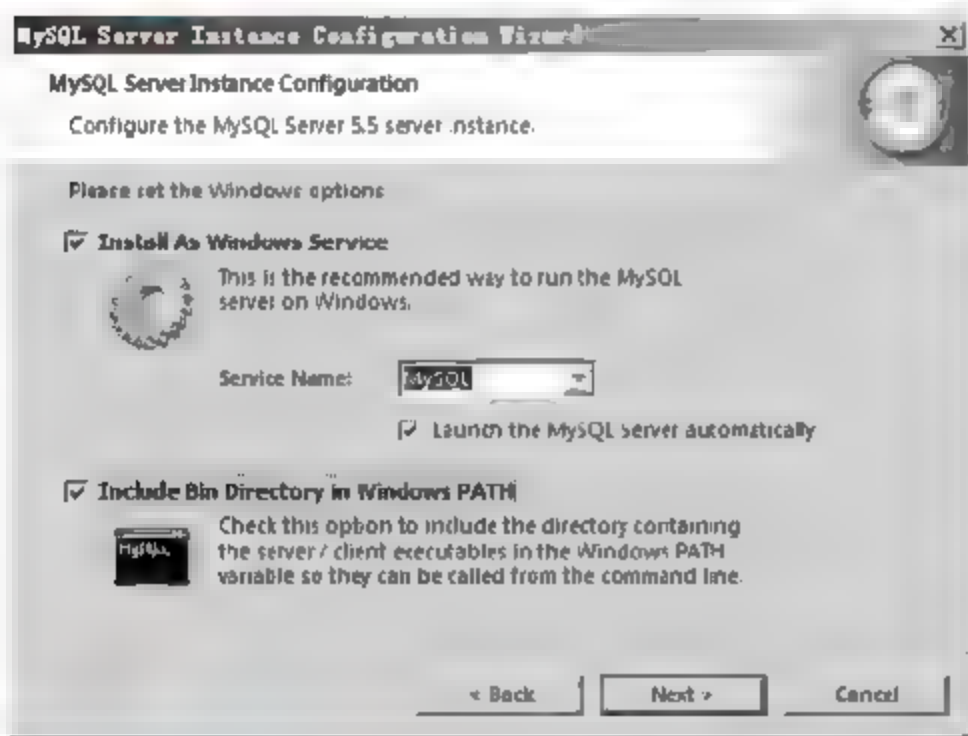 MySQL Server Instance Configuration Wizard
MySQL Server Instance Configuration
Configure the MySQL Server 5.5 server instance.
Please set the Windows options
Install As Windows Service
This is the recommended way to run the MySQL
server on Windows.
Service Name:
MySQL
Launch the MySQL Server automatically
Include Bin Directory in Windows PATH
Check this option to include the directory containing
the server / client executables in the Windows PATH
variable so they can be called from the command line.
< Back
Next >
Cancel